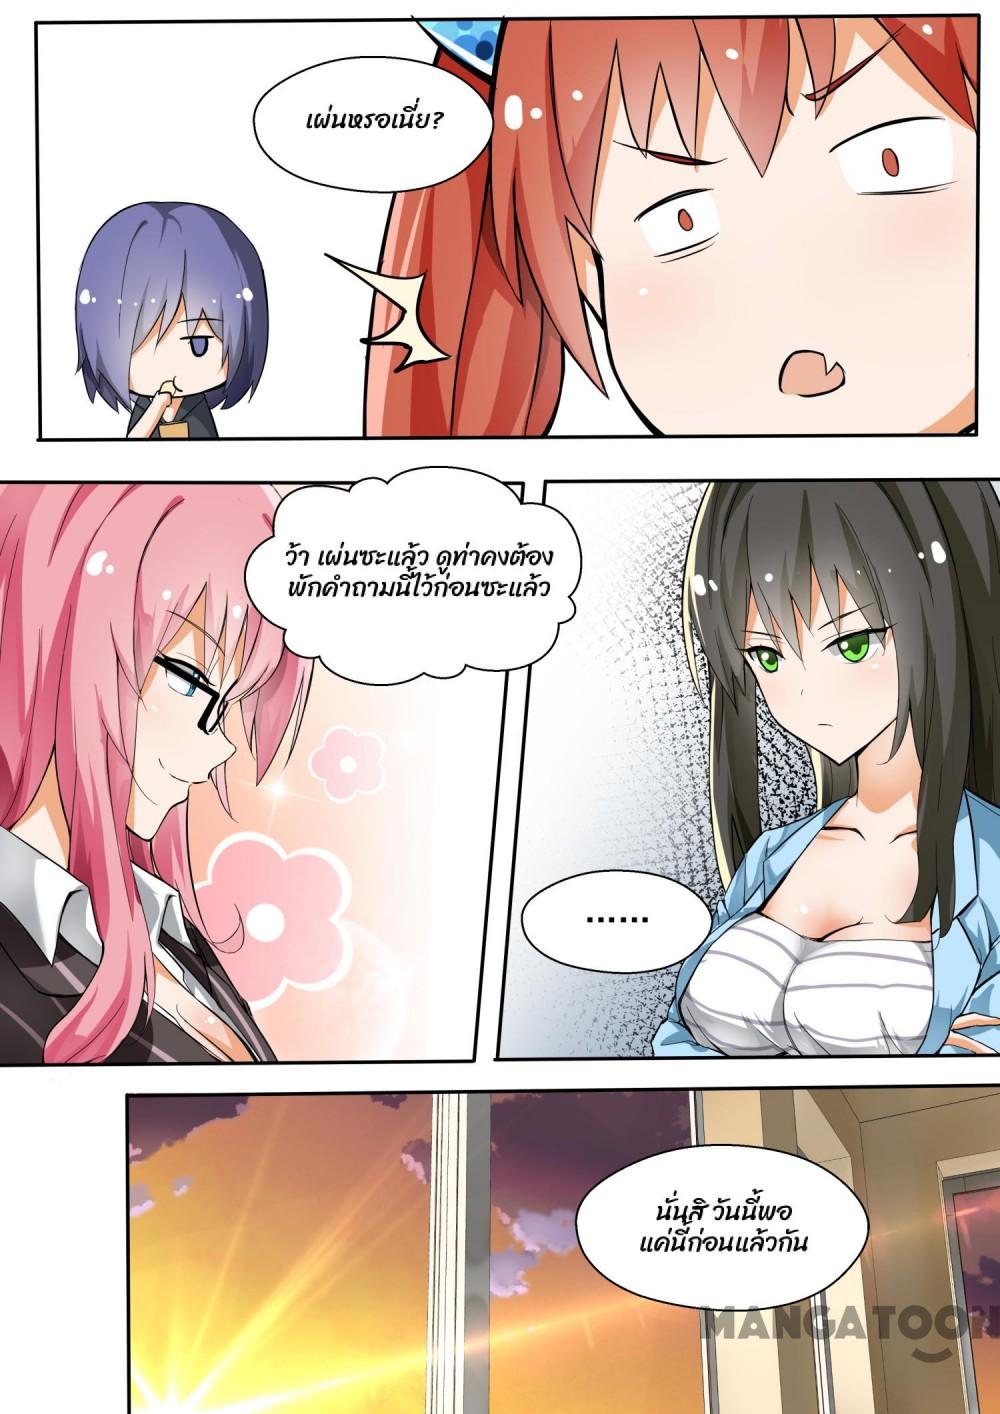 เผ่นหรอเนี่ย?
ว้า เผ่นซะแล้ว ดูท่าคงต้อง
พักคำถามนี้ไว้ก่อนซะแล้ว
……
นั่นสิ วันนี้พอ
แค่นี้ก่อนแล้วกัน
MANGATOON